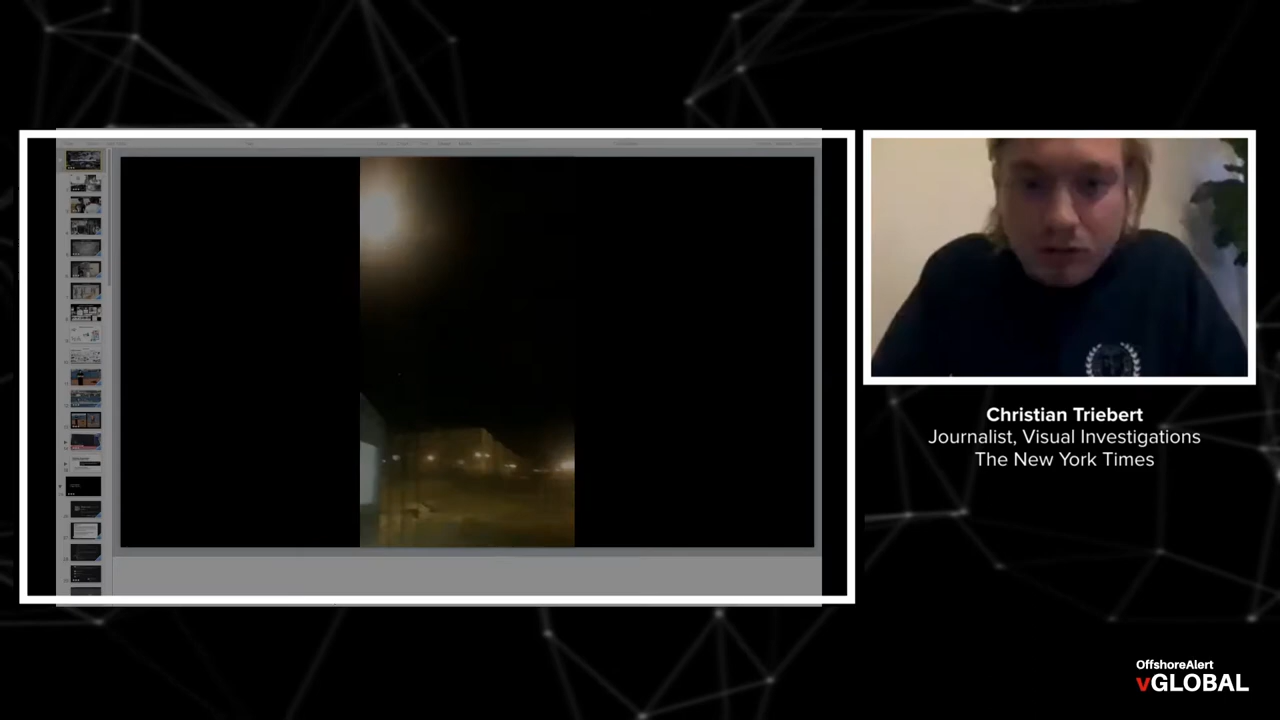 Christian Triebert
Journalist, Visual Investigations
The New York Times
OffshoreAlert
vGLOBAL